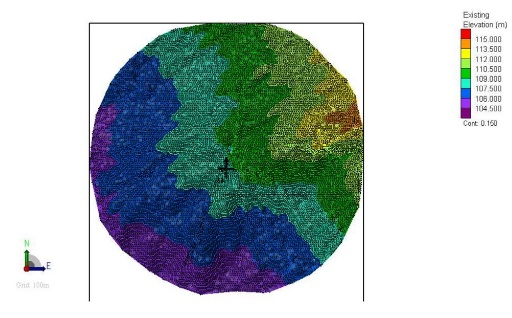 Existing
Elevation (m)
115.000
113.500
112.000
110.500
109.000
107.500
106.000
104.500
Cont: 0.150
N
E
Grid: 100m